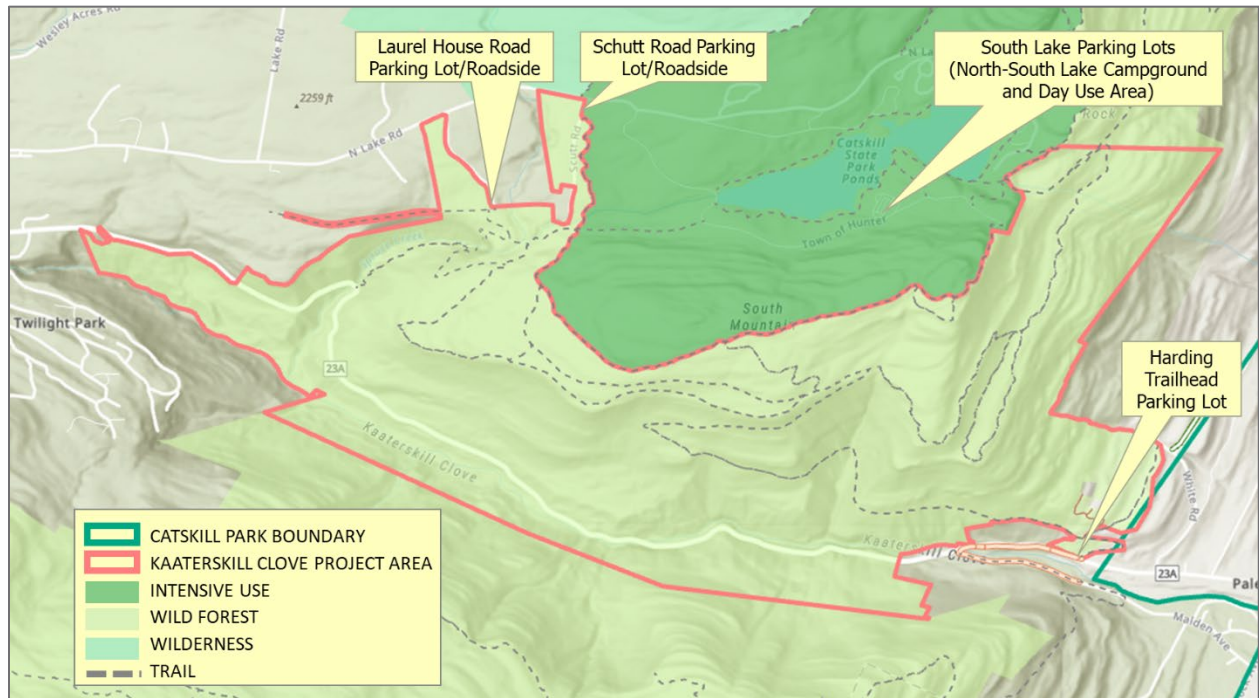 Wesley Acres Rd
Lake Rd
2259 ft
N Lake Rd
Laurel House Road
Parking Lot/Roadside
Schutt Road Parking
Lot/Roadside
South Lake Parking Lots
(North-South Lake Campground
and Day Use Area)
N La
Rock
Scutt Rd
Catskill
State
Park
Ponds
Town of Hunter
Twilight Park
South
Mountain
23A
Harding
Trailhead
Parking Lot
Kaaterskill Clove
White Rd
Kaaterskill Clove
23A
Pale
Malden Ave
CATSKILL PARK BOUNDARY
KAATERSKILL CLOVE PROJECT AREA
INTENSIVE USE
WILD FOREST
WILDERNESS
TRAIL